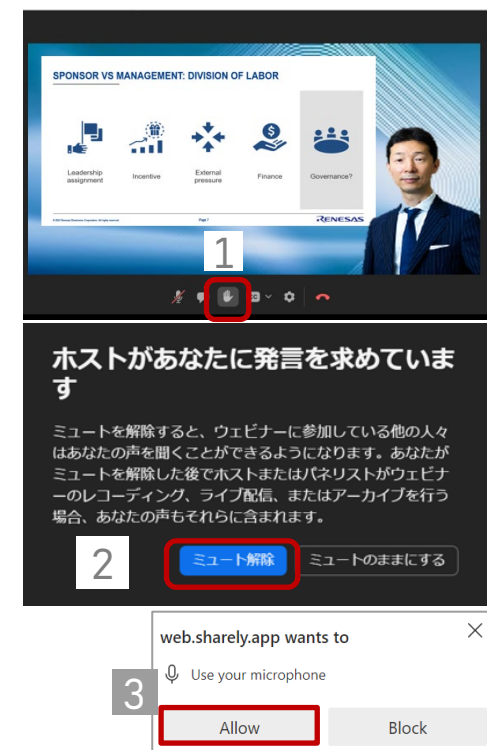 SPONSOR VS MANAGEMENT: DIVISION OF LABOR
Leadership
assignment
Incentive
External
pressure
Finance
Governance?
Page 7
RENESAS
1
ホストがあなたに発言を求めていま
す
ミュートを解除すると、ウェビナーに参加している他の人々
はあなたの声を聞くことができるようになります。あなたが
ミュートを解除した後でホストまたはパネリストがウェビナ
ーのレコーディング、ライブ配信、またはアーカイブを行う
場合、あなたの声もそれらに含まれます。
2
ミュート解除
ミュートのままにする
web.sharely.app wants to
Use your microphone
3
Allow
Block